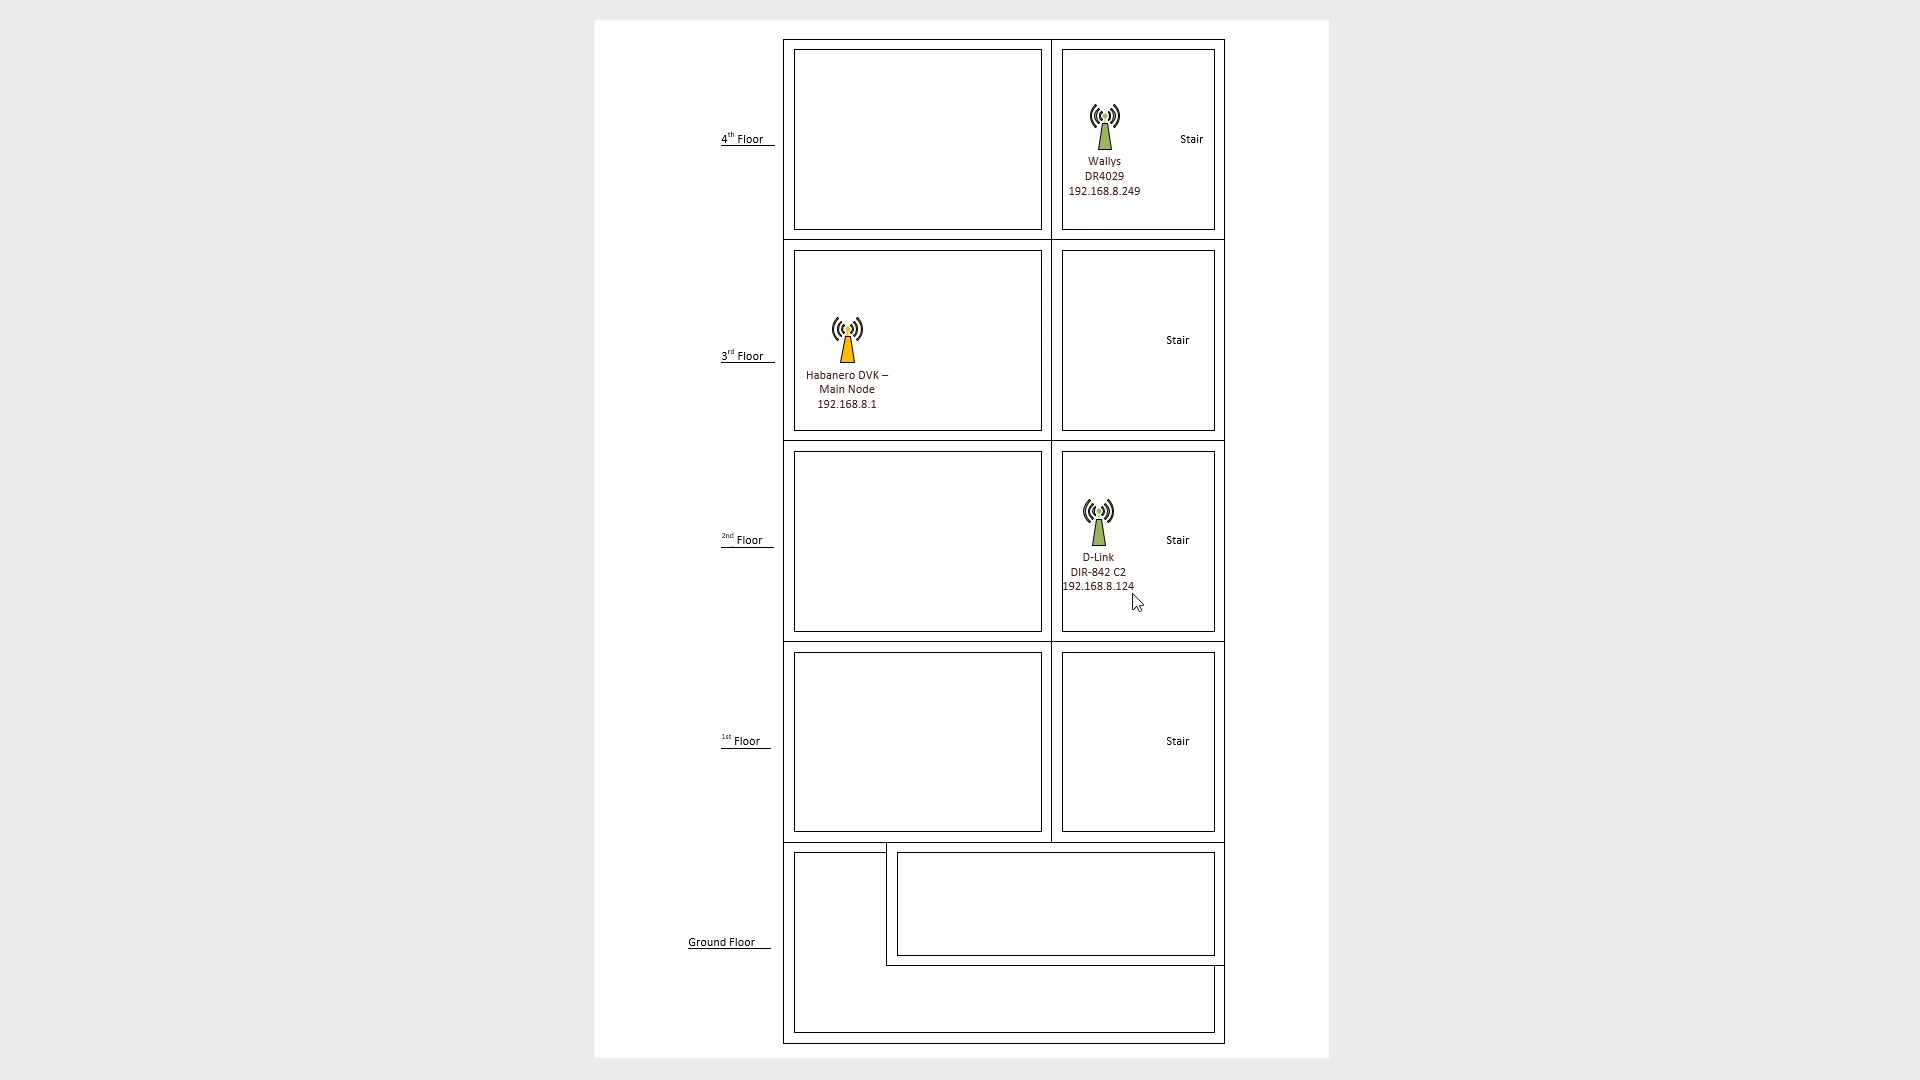 4th Floor
Stair
Wallys
DR4029
192.168.8.249
3rd Floor
Stair
Habanero DVK –
Main Node
192.168.8.1
2nd Floor
Stair
D-Link
DIR-842 C2
192.168.8.124
1st Floor
Stair
Ground Floor